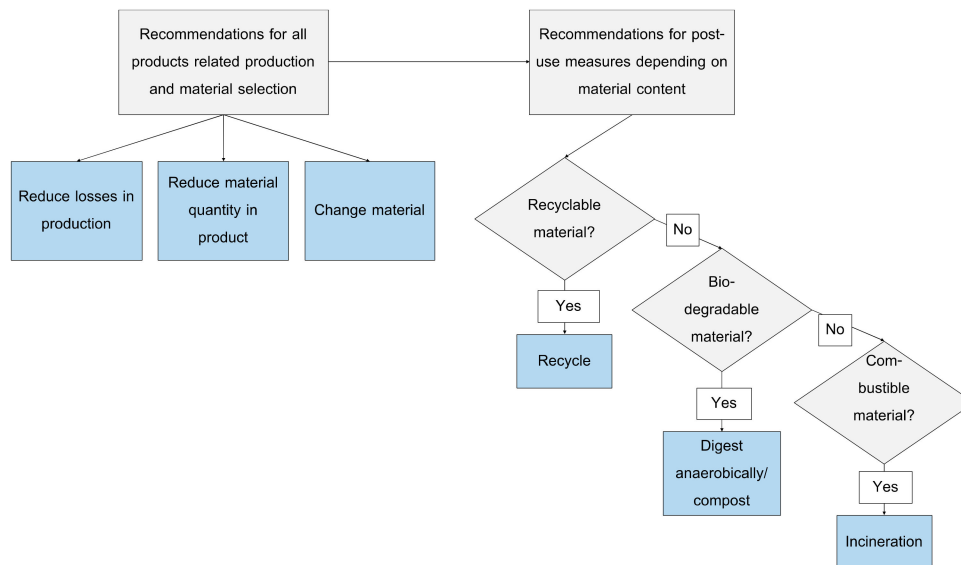 Recommendations for all
products related production
and material selection
Recommendations for post-
use measures depending on
material content
Reduce losses in
production
Reduce material
quantity in
product
Change material
Recyclable
material?
No
Yes
Recycle
Bio-
degradable
material?
No
Yes
Digest
anaerobically/
compost
Com-
bustible
material?
Yes
Incineration